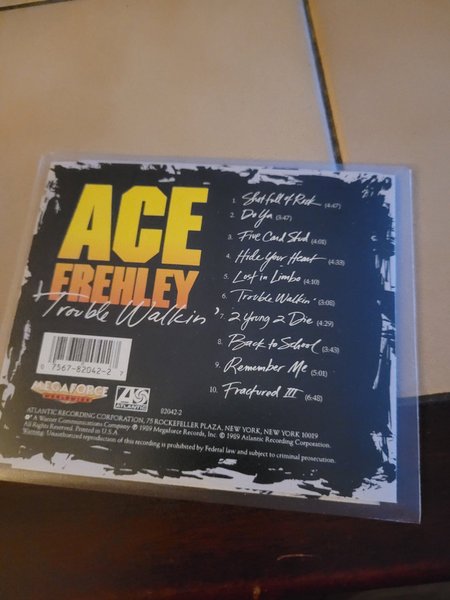 ACE
FREHLEY
Trouble Walkin'
1. Shot full of Rock (4:47)
2. Do Ya (3:47)
3. Five Card Stud (4:01)
4. Hide Your Heart (4:33)
5. Lost in Limbo (4:10)
6. Trouble Walkin' (3:08)
7. 2 Young 2 Die (4:29)
8. Back to School (3:43)
9. Remember Me (5:01)
10. Fractured III (6:48)
0 7567-82042-2 7
MEGAFORCE
WORLDWIDE
ATLANTIC
82042-2
ATLANTIC RECORDING CORPORATION, 75 ROCKEFELLER PLAZA, NEW YORK, NEW YORK 10019
A Warner Communications Company ℗ 1989 Megaforce Records, Inc. © 1989 Atlantic Recording Corporation.
All Rights Reserved. Printed in U.S.A.
Warning: Unauthorized reproduction of this recording is prohibited by Federal law and subject to criminal prosecution.